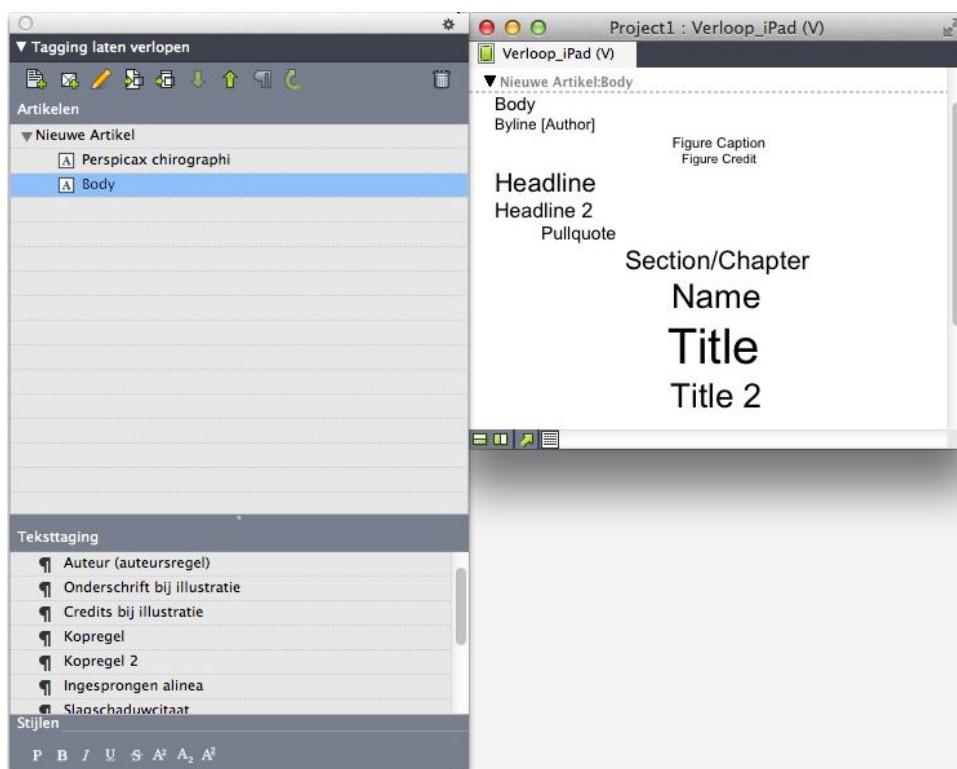 Tagging laten verlopen
Artikelen
Nieuwe Artikel
A Perspicax chirographi
A Body
Teksttaging
¶ Auteur (auteursregel)
¶ Onderschrift bij illustratie
¶ Credits bij illustratie
¶ Kopregel
¶ Kopregel 2
¶ Ingesprongen alinea
¶ Slagschaduwcitaat
Stijlen
P B I U S A² A₂ A²
Project1 : Verloop_iPad (V)
Verloop_iPad (V)
Nieuwe Artikel:Body
Body
Byline [Author]
Figure Caption
Figure Credit
Headline
Headline 2
Pullquote
Section/Chapter
Name
Title
Title 2